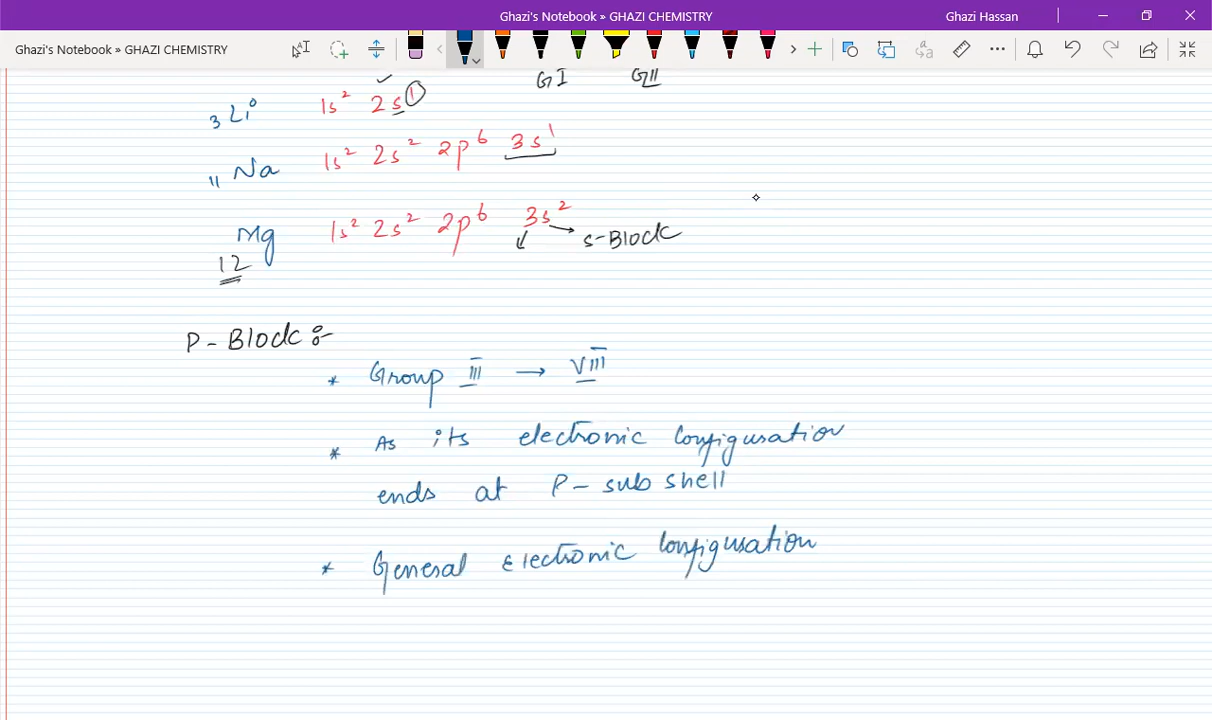 Ghazi's Notebook » GHAZI CHEMISTRY
Ghazi Hassan
Ghazi's Notebook » GHAZI CHEMISTRY
GI GII
₃Li 1s² 2s¹
₁₁Na 1s² 2s² 2p⁶ 3s¹
Mg 1s² 2s² 2p⁶ 3s²
s-Block
12
P-Block:-
* Group III → VIII
* As its electronic configuration
ends at P-sub shell
* General electronic configuration